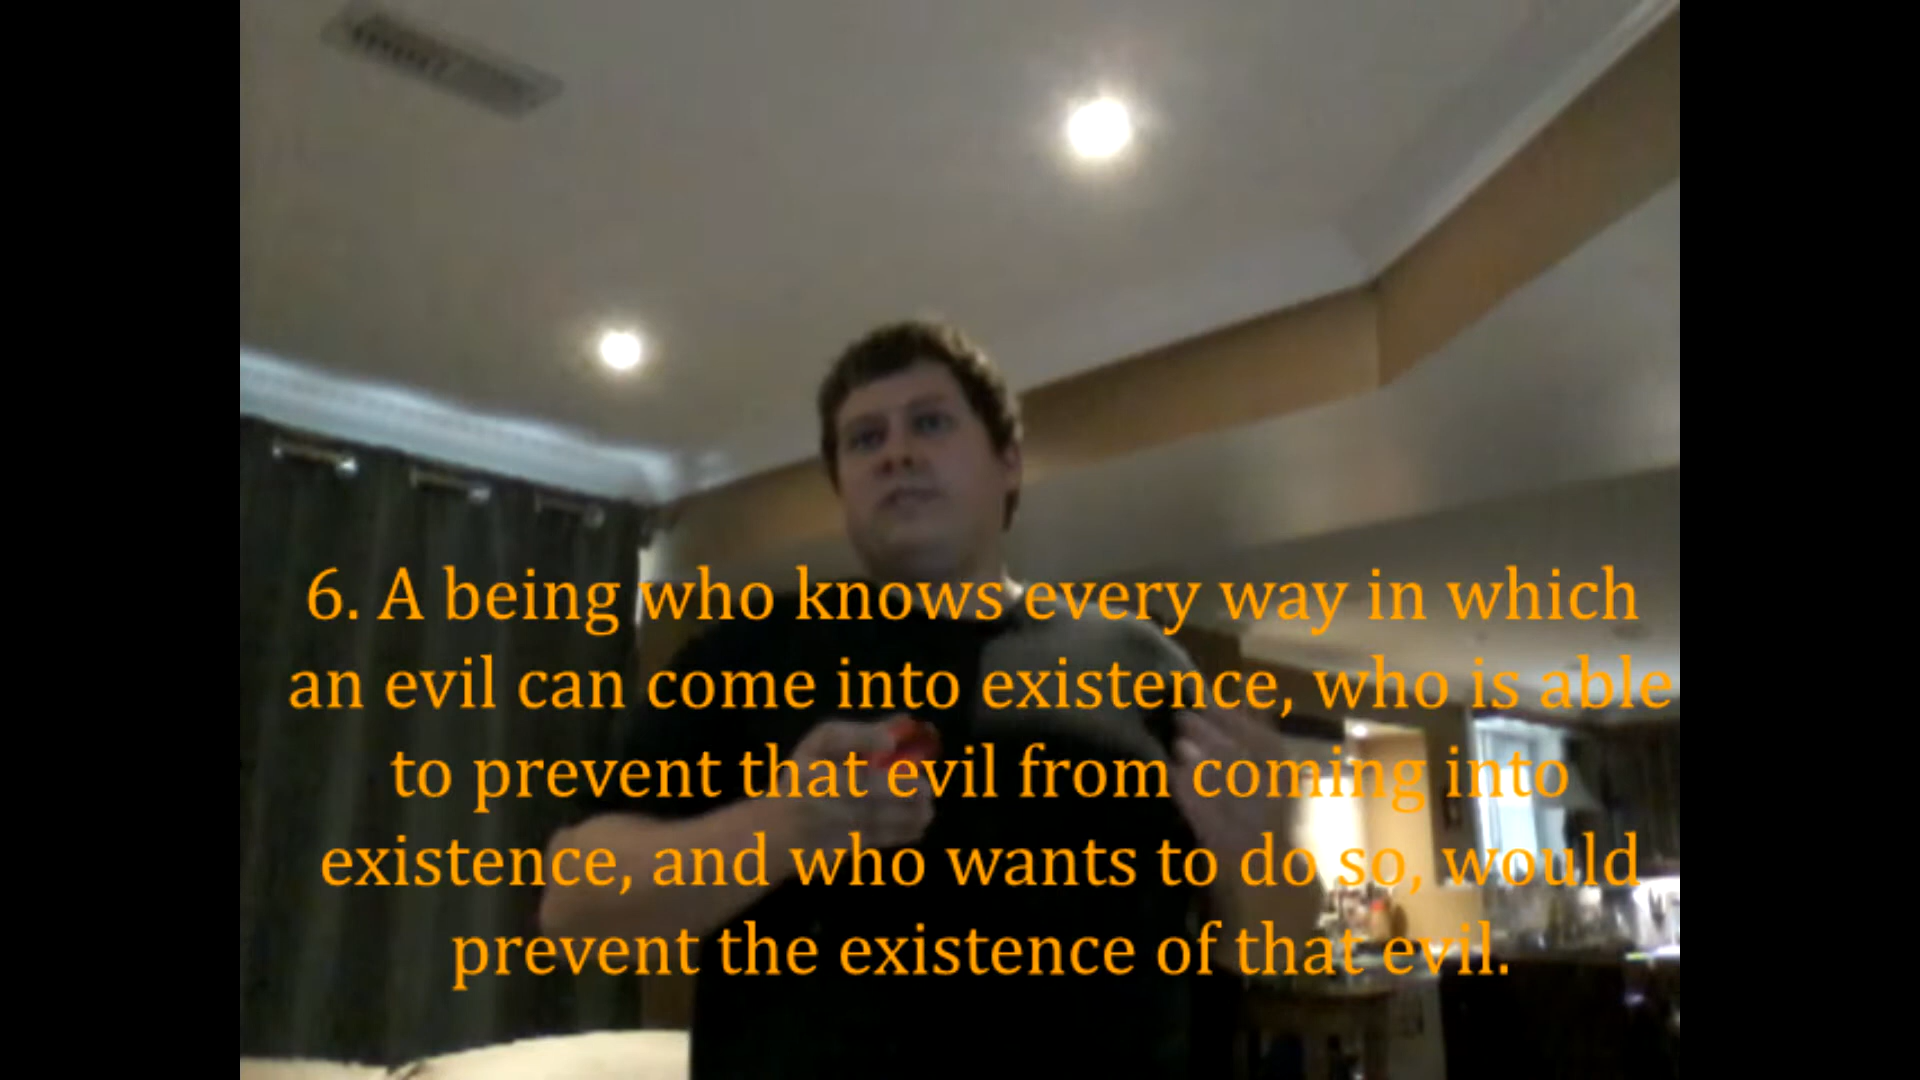 6. A being who knows every way in which
an evil can come into existence, who is able
to prevent that evil from coming into
existence, and who wants to do so, would
prevent the existence of that evil.